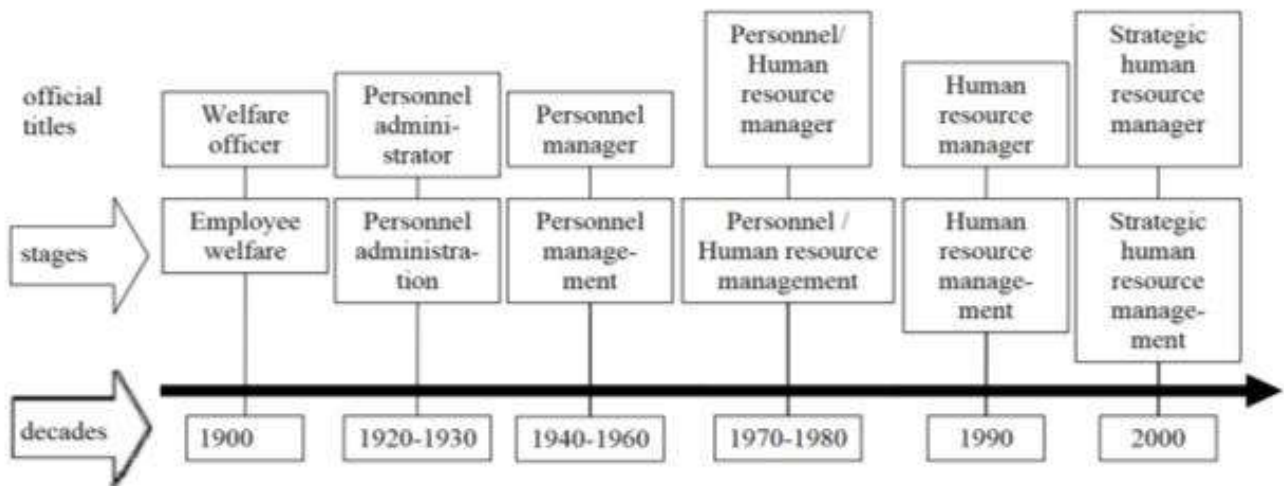 official
titles
Welfare
officer
Personnel
admini-
strator
Personnel
manager
Personnel/
Human
resource
manager
Human
resource
manager
Strategic
human
resource
manager
stages
Employee
welfare
Personnel
administra-
tion
Personnel
manage-
ment
Personnel /
Human resource
management
Human
resource
manage-
ment
Strategic
human
resource
manage-
ment
decades
1900
1920-1930
1940-1960
1970-1980
1990
2000